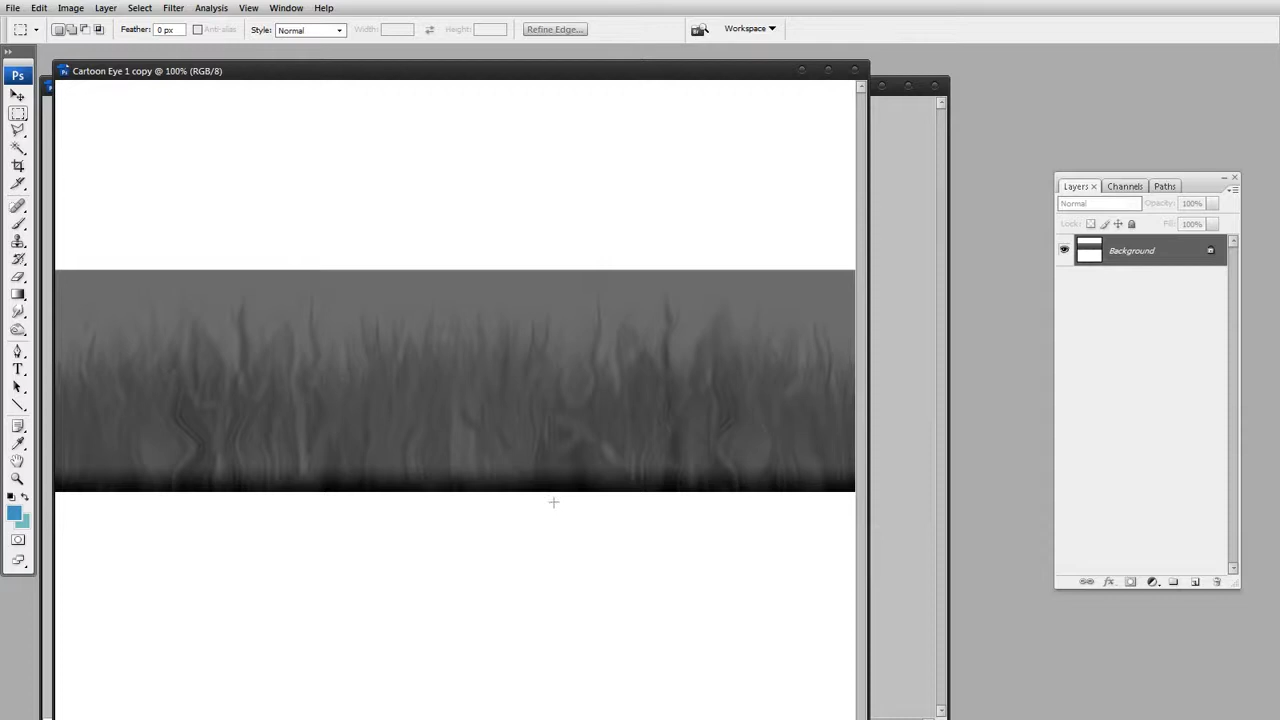 File Edit Image Layer Select Filter Analysis View Window Help
Feather: 0 px Anti-alias Style: Normal Width: Height: Refine Edge... Workspace
Ps Cartoon Eye 1 copy @ 100% (RGB/8)
Layers Channels Paths
Normal Opacity: 100%
Lock: Fill: 100%
Background
T
fx